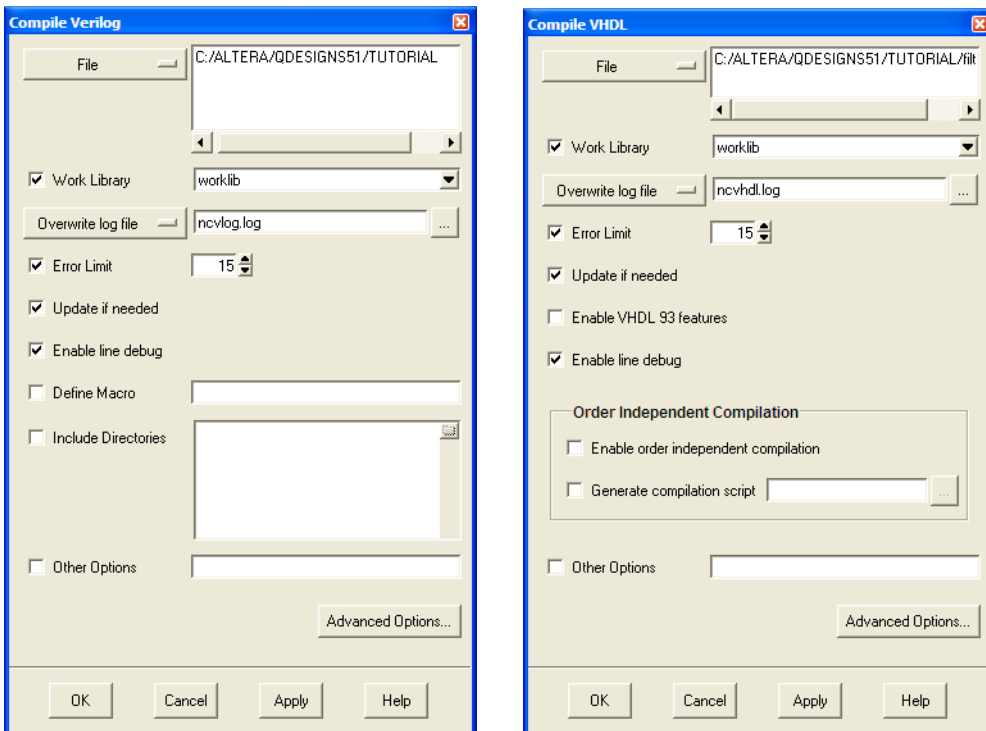 Compile Verilog
File
C:/ALTERA/QDESIGNS51/TUTORIAL
Work Library
worklib
Overwrite log file
ncvlog.log
...
Error Limit
15
Update if needed
Enable line debug
Define Macro
Include Directories
Other Options
Advanced Options...
OK
Cancel
Apply
Help
Compile VHDL
File
C:/ALTERA/QDESIGNS51/TUTORIAL/filt
Work Library
worklib
Overwrite log file
ncvhdl.log
...
Error Limit
15
Update if needed
Enable VHDL 93 features
Enable line debug
Order Independent Compilation
Enable order independent compilation
Generate compilation script
...
Other Options
Advanced Options...
OK
Cancel
Apply
Help